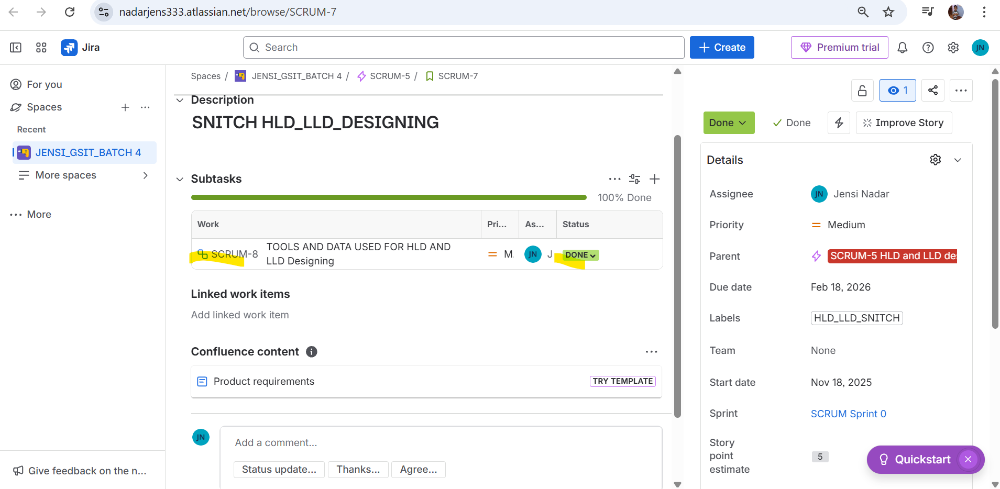 nadarjens333.atlassian.net/browse/SCRUM-7
Jira
Search
Create
Premium trial
JN
For you
Spaces
Recent
JENSI_GSIT_BATCH 4
More spaces
More
Give feedback on the n...
Spaces / JENSI_GSIT_BATCH 4 / SCRUM-5 / SCRUM-7
Description
SNITCH HLD_LLD_DESIGNING
Subtasks
100% Done
Work Pri... As... Status
SCRUM-8 TOOLS AND DATA USED FOR HLD AND
LLD Designing
M. JN J DONE
Linked work items
Add linked work item
Confluence content
Product requirements TRY TEMPLATE
JN
Add a comment...
Status update... Thanks... Agree...
1
Done Done Improve Story
Details
Assignee JN Jensi Nadar
Priority Medium
Parent SCRUM-5 HLD and LLD des
Due date Feb 18, 2026
Labels HLD_LLD_SNITCH
Team None
Start date Nov 18, 2025
Sprint SCRUM Sprint 0
Story
point
estimate
5
Quickstart